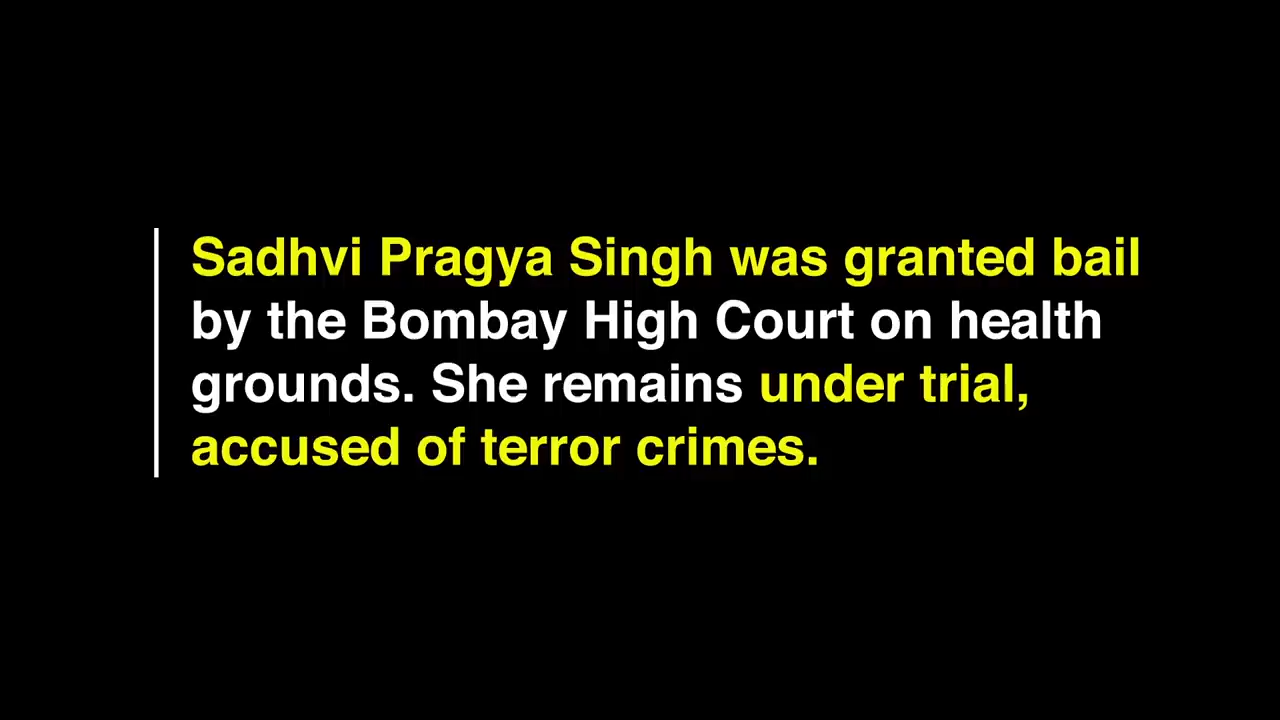 Sadhvi Pragya Singh was granted bail
by the Bombay High Court on health
grounds. She remains under trial,
accused of terror crimes.